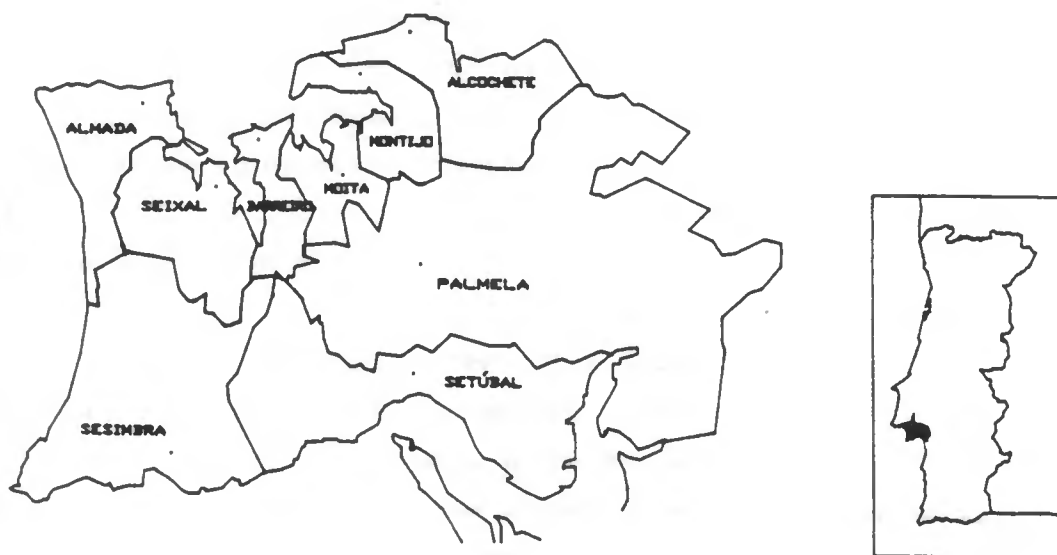 ALCOCHETE
ALMADA
MONTIJO
MOITA
SEIXAL
BARREIRO
PALMELA
SETÚBAL
SESIMBRA